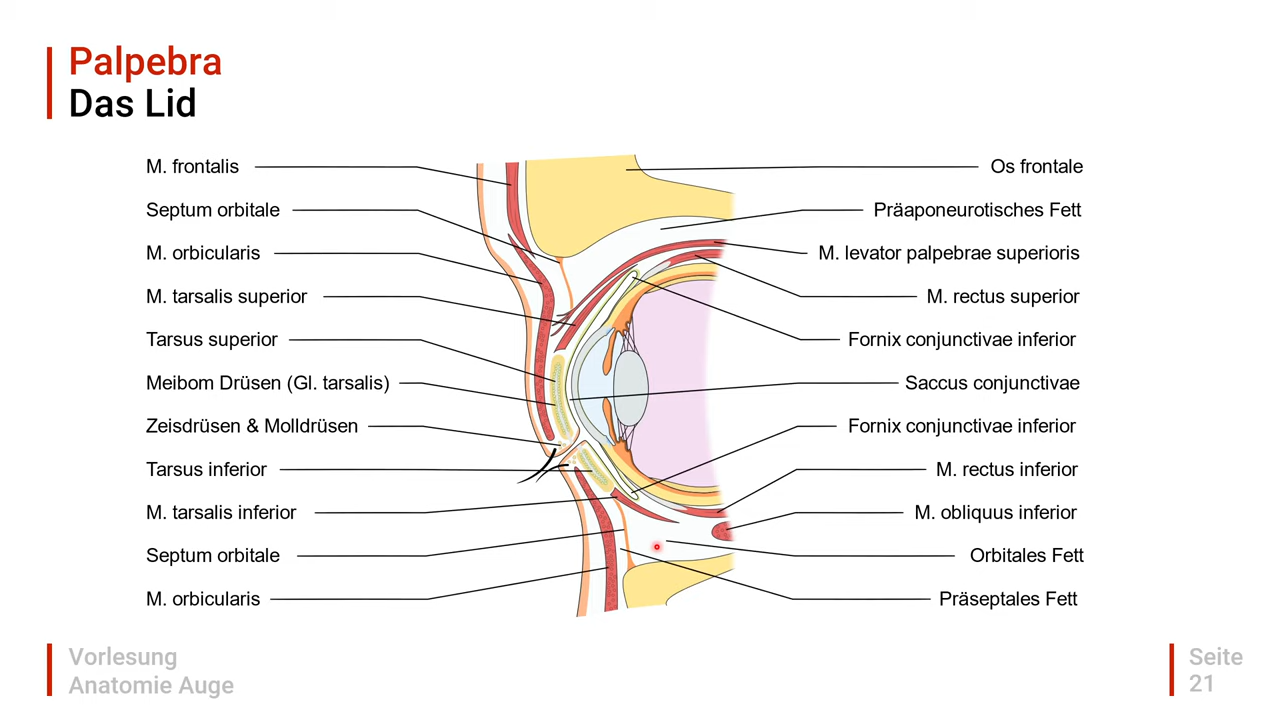 Palpebra
Das Lid
M. frontalis
Septum orbitale
M. orbicularis
M. tarsalis superior
Tarsus superior
Meibom Drüsen (Gl. tarsalis)
Zeisdrüsen & Molldrüsen
Tarsus inferior
M. tarsalis inferior
Septum orbitale
M. orbicularis
Os frontale
Präaponeurotisches Fett
M. levator palpebrae superioris
M. rectus superior
Fornix conjunctivae inferior
Saccus conjunctivae
Fornix conjunctivae inferior
M. rectus inferior
M. obliquus inferior
Orbitales Fett
Präseptales Fett
Vorlesung
Anatomie Auge
Seite
21